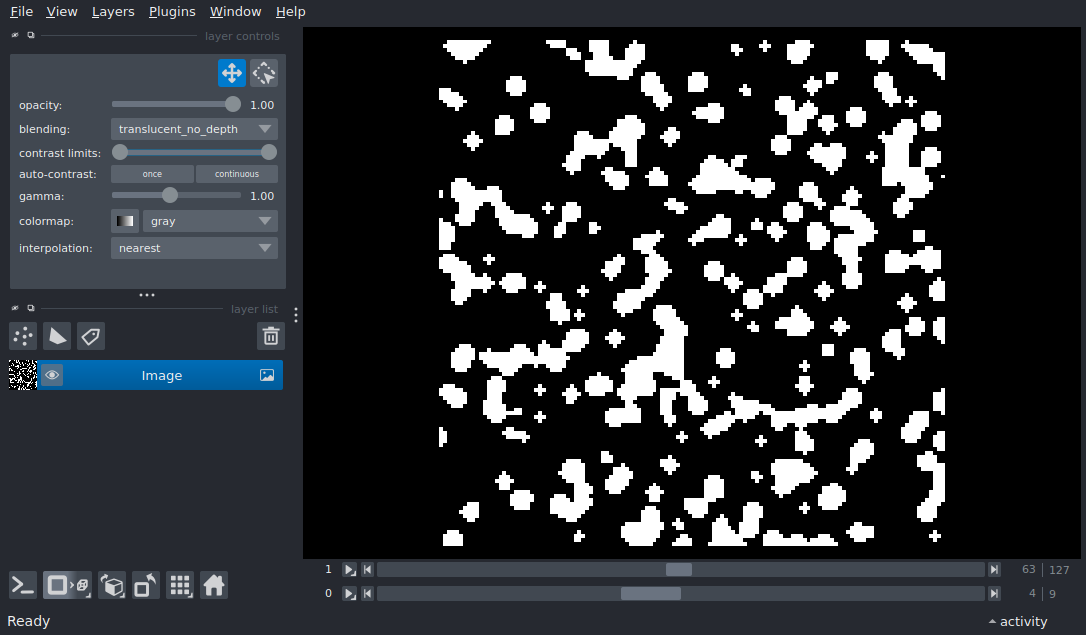 File View Layers Plugins Window Help
layer controls
opacity: 1.00
blending: translucent_no_depth
contrast limits:
auto-contrast: once continuous
gamma: 1.00
colormap: gray
interpolation: nearest
layer list
Image
1 63 127
0 4 9
Ready activity